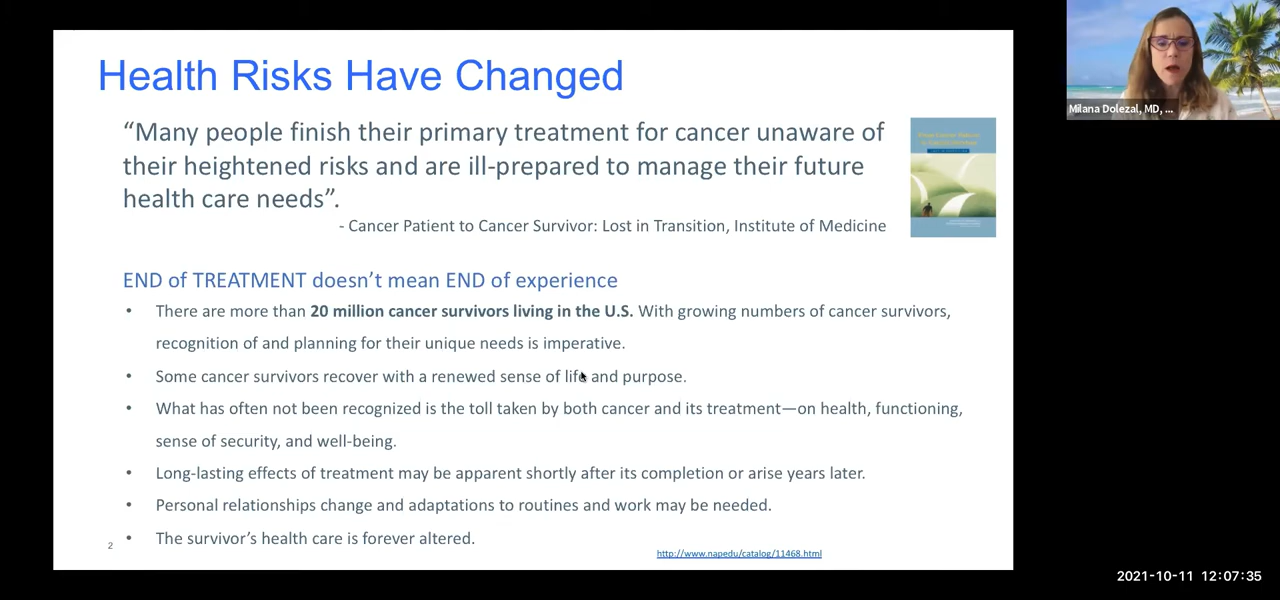 Health Risks Have Changed
“Many people finish their primary treatment for cancer unaware of
their heightened risks and are ill-prepared to manage their future
health care needs”.
- Cancer Patient to Cancer Survivor: Lost in Transition, Institute of Medicine
END of TREATMENT doesn’t mean END of experience
• There are more than 20 million cancer survivors living in the U.S. With growing numbers of cancer survivors,
recognition of and planning for their unique needs is imperative.
• Some cancer survivors recover with a renewed sense of life and purpose.
• What has often not been recognized is the toll taken by both cancer and its treatment—on health, functioning,
sense of security, and well-being.
• Long-lasting effects of treatment may be apparent shortly after its completion or arise years later.
• Personal relationships change and adaptations to routines and work may be needed.
• The survivor’s health care is forever altered.
2
http://www.napedu/catalog/11468.html
Milana Dolezal, MD, ...
2021-10-11 12:07:35